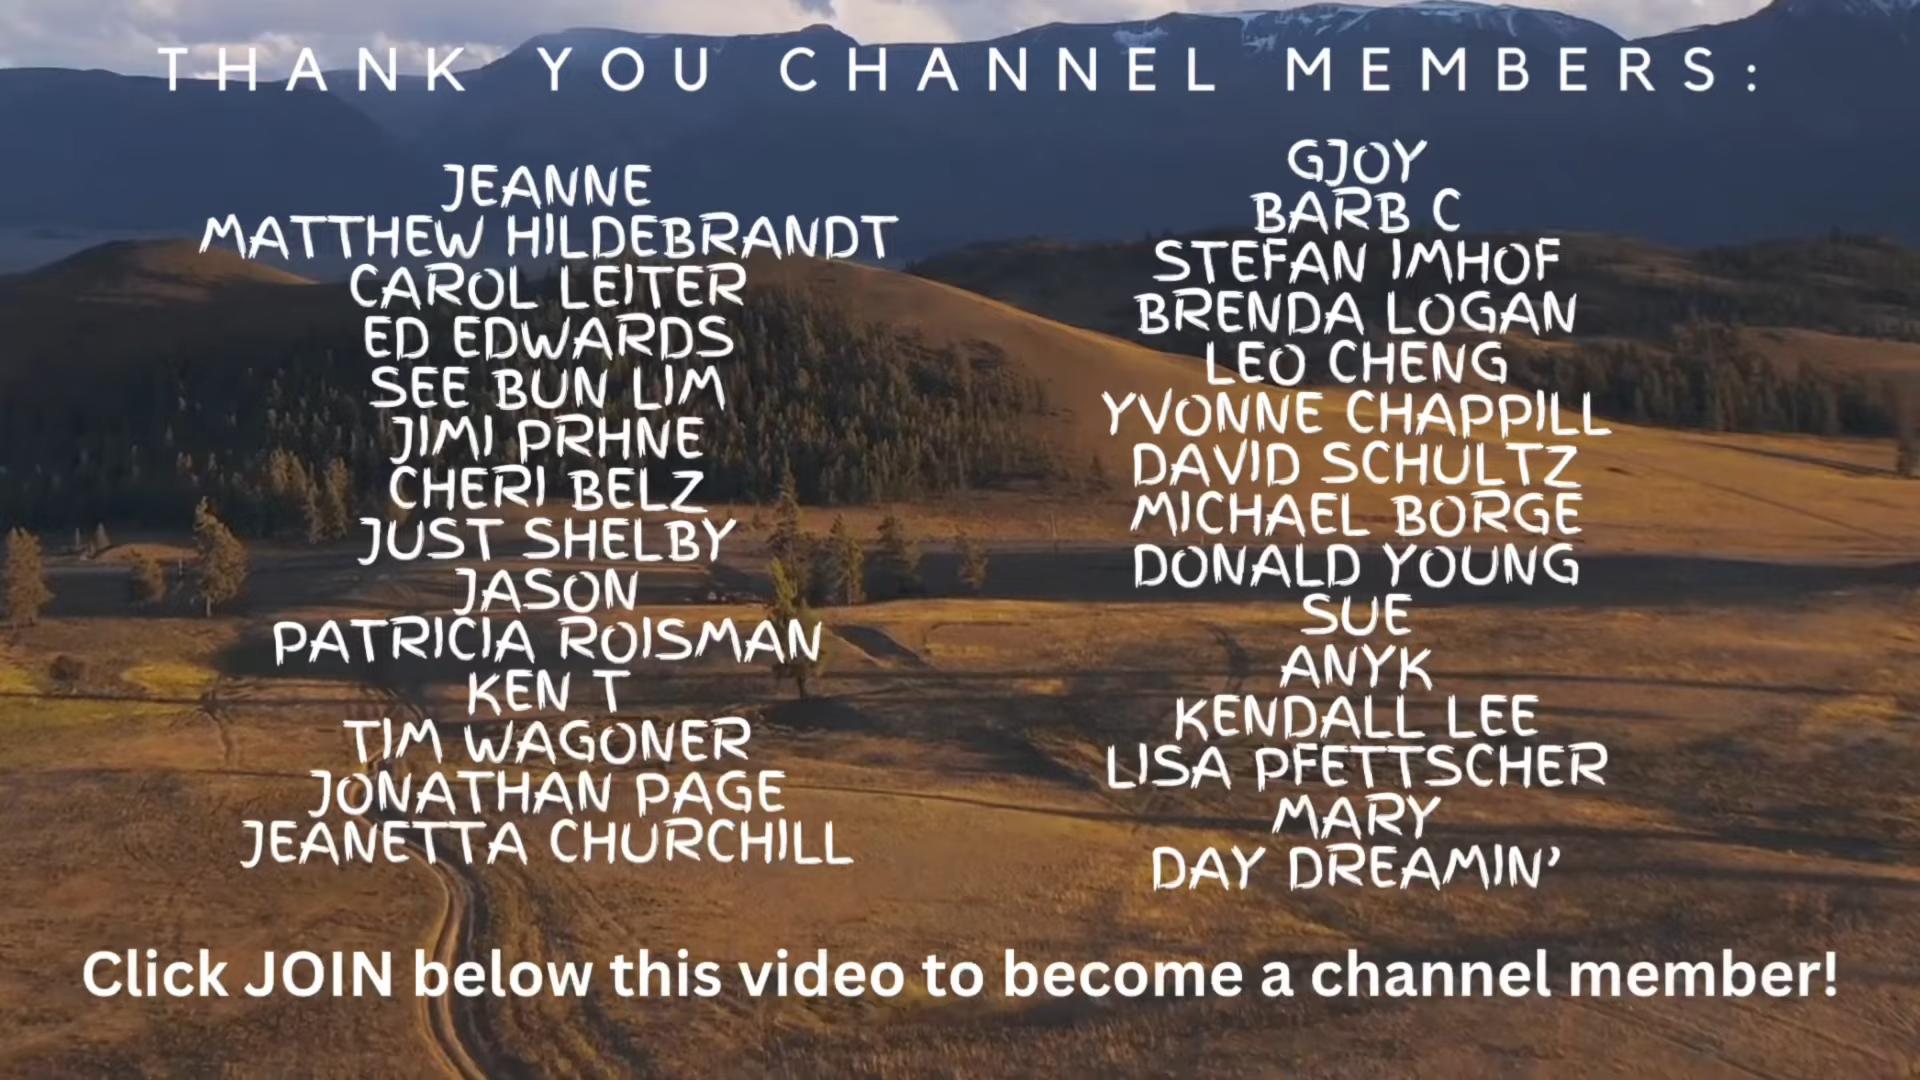 THANK YOU CHANNEL MEMBERS:
JEANNE
MATTHEW HILDEBRANDT
CAROL LEITER
ED EDWARDS
SEE BUN LIM
JIMI PRHNE
CHERI BELZ
JUST SHELBY
JASON
PATRICIA ROISMAN
KEN T
TIM WAGONER
JONATHAN PAGE
JEANETTA CHURCHILL
GJOY
BARB C
STEFAN IMHOF
BRENDA LOGAN
LEO CHENG
YVONNE CHAPPILL
DAVID SCHULTZ
MICHAEL BORGE
DONALD YOUNG
SUE
ANYK
KENDALL LEE
LISA PFETTSCHER
MARY
DAY DREAMIN'
Click JOIN below this video to become a channel member!